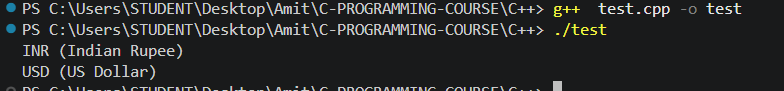 PS C:\Users\STUDENT\Desktop\Amit\C-PROGRAMMING-COURSE\C++> g++  test.cpp -o test
PS C:\Users\STUDENT\Desktop\Amit\C-PROGRAMMING-COURSE\C++> ./test
INR (Indian Rupee)
USD (US Dollar)
PS C:\Users\STUDENT\Desktop\Amit\C-PROGRAMMING-COURSE\C++>